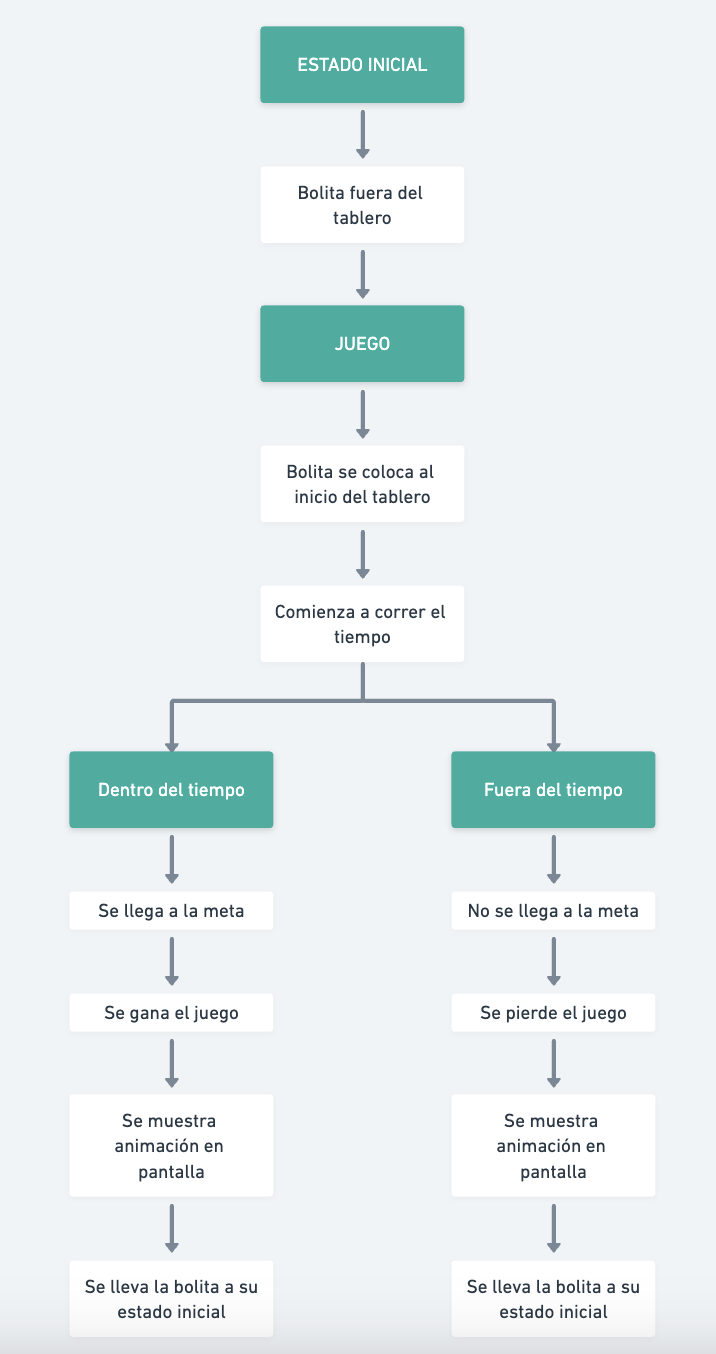 ESTADO INICIAL
Bolita fuera del
tablero
JUEGO
Bolita se coloca al
inicio del tablero
Comienza a correr el
tiempo
Dentro del tiempo
Fuera del tiempo
Se llega a la meta
No se llega a la meta
Se gana el juego
Se pierde el juego
Se muestra
animación en
pantalla
Se muestra
animación en
pantalla
Se lleva la bolita a su
estado inicial
Se lleva la bolita a su
estado inicial